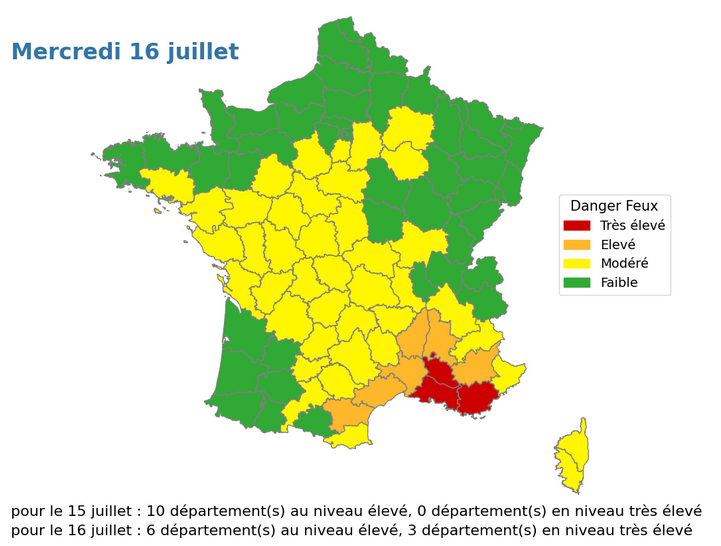 Mercredi 16 juillet
Danger Feux
Très élevé
Elevé
Modéré
Faible
pour le 15 juillet : 10 département(s) au niveau élevé, 0 département(s) en niveau très élevé
pour le 16 juillet : 6 département(s) au niveau élevé, 3 département(s) en niveau très élevé